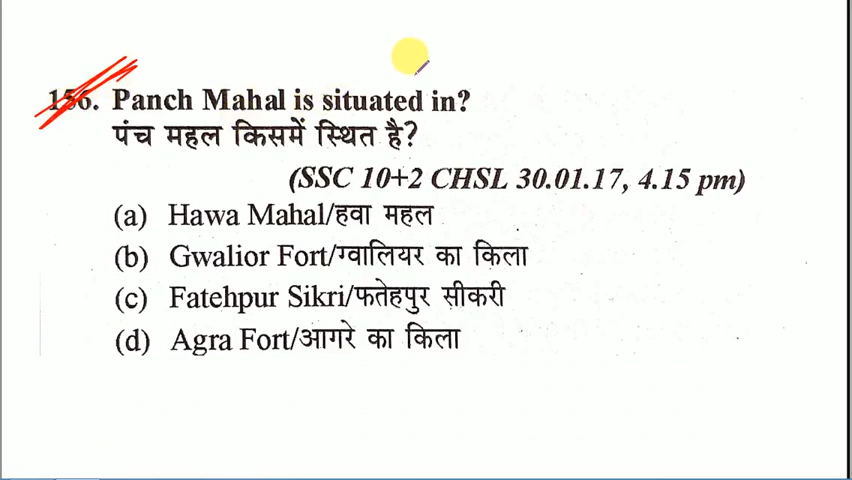 156. Panch Mahal is situated in?
पंच महल किसमें स्थित है?
(SSC 10+2 CHSL 30.01.17, 4.15 pm)
(a) Hawa Mahal/हवा महल
(b) Gwalior Fort/ग्वालियर का किला
(c) Fatehpur Sikri/फतेहपुर सीकरी
(d) Agra Fort/आगरे का किला